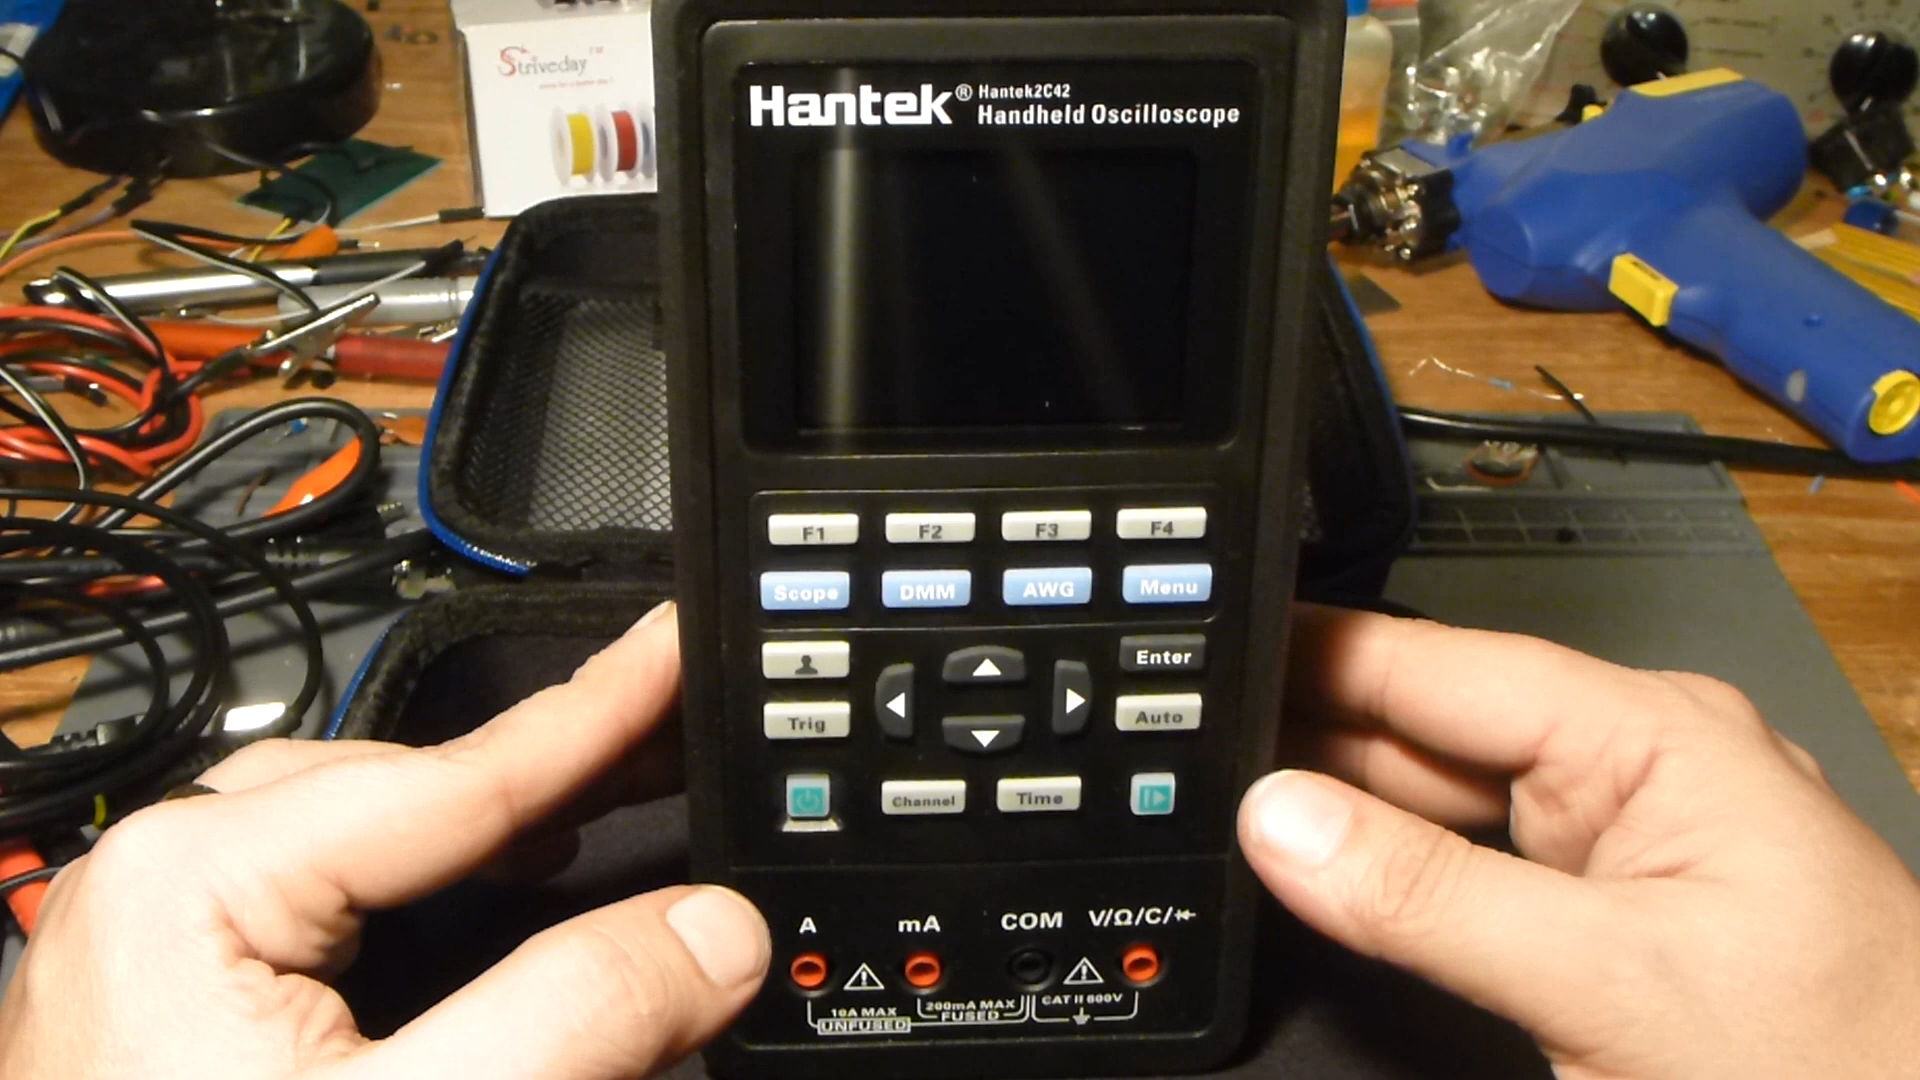 Striveday™
Hantek®
Hantek2C42
Handheld Oscilloscope
F1 F2 F3 F4
Scope DMM AWG Menu
Enter
Trig
Auto
Channel Time
A mA COM V/Ω/C/
10A MAX
UNFUSED
200mA MAX
FUSED
CAT II 600V